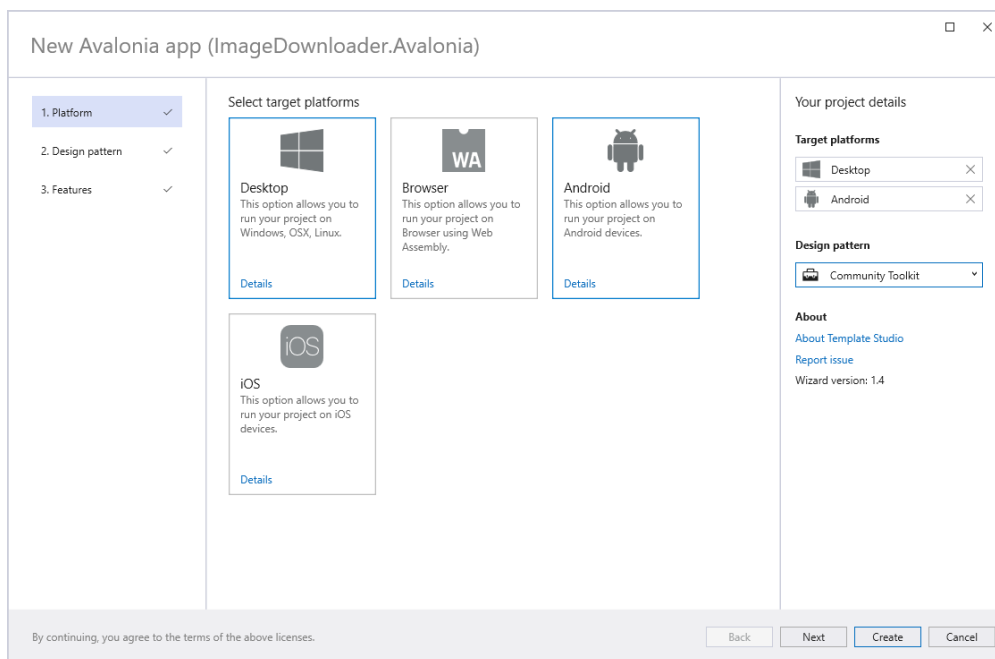 New Avalonia app (ImageDownloader.Avalonia)
1. Platform
2. Design pattern
3. Features
Select target platforms
Desktop
This option allows you to
run your project on
Windows, OSX, Linux.
Details
WA
Browser
This option allows you to
run your project on
Browser using Web
Assembly.
Details
Android
This option allows you to
run your project on
Android devices.
Details
iOS
iOS
This option allows you to
run your project on iOS
devices.
Details
Your project details
Target platforms
Desktop
Android
Design pattern
Community Toolkit
About
About Template Studio
Report issue
Wizard version: 1.4
By continuing, you agree to the terms of the above licenses.
Back
Next
Create
Cancel